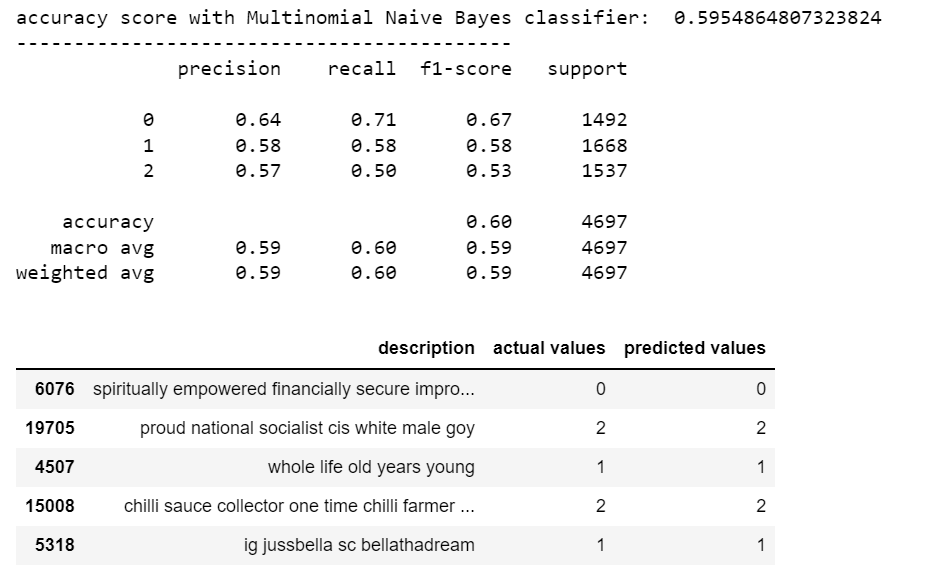 accuracy score with Multinomial Naive Bayes classifier:  0.5954864807323824
-------------------------------------------
precision recall f1-score support
0 0.64 0.71 0.67 1492
1 0.58 0.58 0.58 1668
2 0.57 0.50 0.53 1537
accuracy 0.60 4697
macro avg 0.59 0.60 0.59 4697
weighted avg 0.59 0.60 0.59 4697
description actual values predicted values
6076 spiritually empowered financially secure impro... 0 0
19705 proud national socialist cis white male goy 2 2
4507 whole life old years young 1 1
15008 chilli sauce collector one time chilli farmer ... 2 2
5318 ig jussbella sc bellathadream 1 1